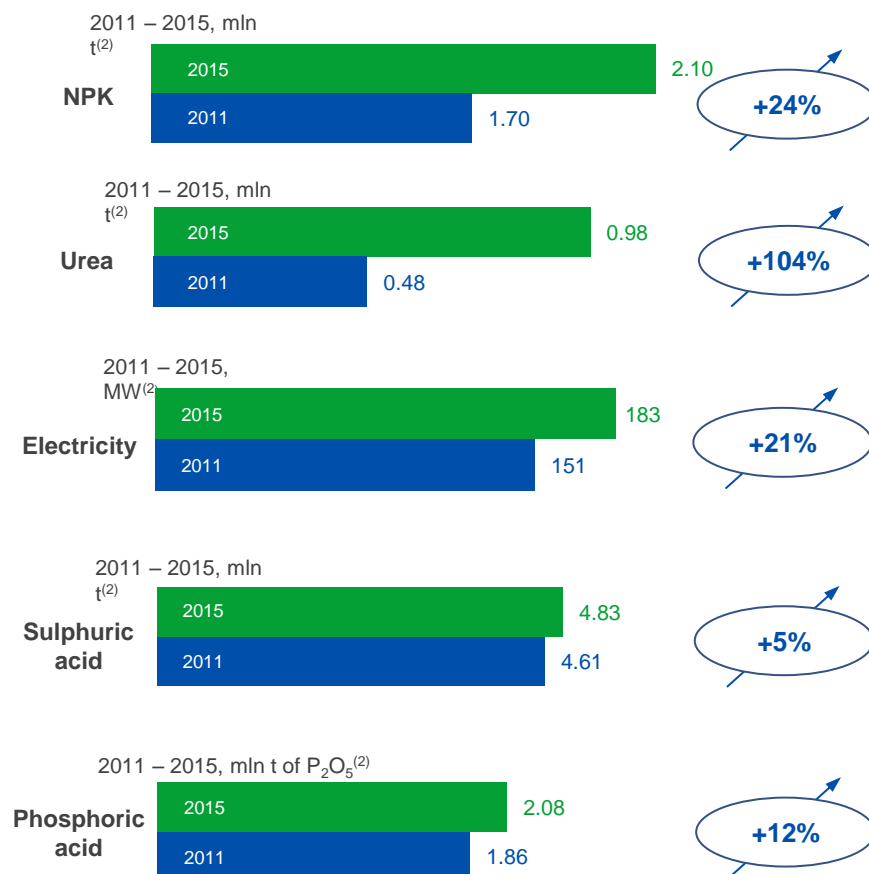 2011 – 2015, mln
t(2)
2015
2.10
NPK
+24%
2011
1.70
2011 – 2015, mln
t(2)
2015
0.98
Urea
+104%
2011
0.48
2011 – 2015,
MW(2)
2015
183
Electricity
+21%
2011
151
2011 – 2015, mln
t(2)
2015
4.83
Sulphuric
acid
+5%
2011
4.61
2011 – 2015, mln t of P2O5(2)
2015
2.08
Phosphoric
acid
+12%
2011
1.86